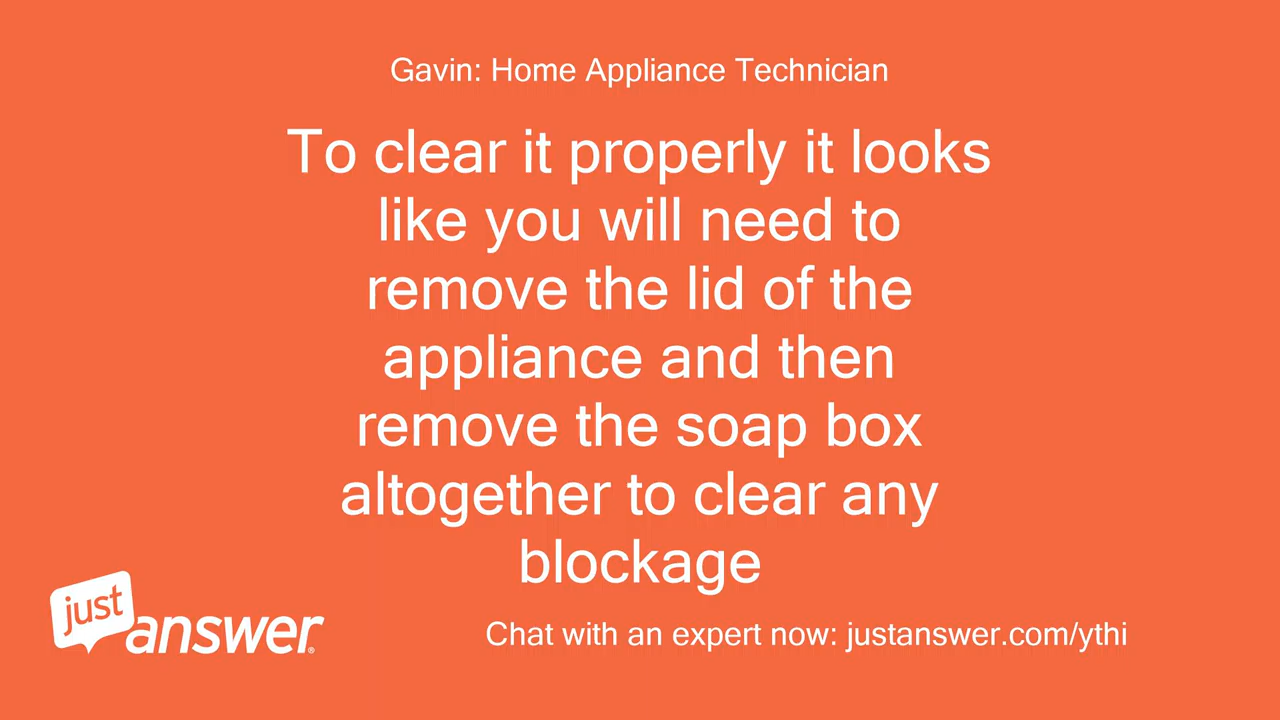 Gavin: Home Appliance Technician
To clear it properly it looks
like you will need to
remove the lid of the
appliance and then
remove the soap box
altogether to clear any
blockage
just
answer®
Chat with an expert now: justanswer.com/ythi